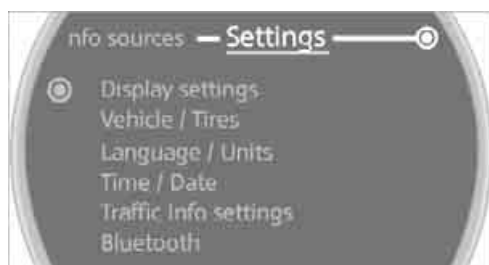 nfo sources Settings
Display settings
Vehicle / Tires
Language / Units
Time / Date
Traffic Info settings
Bluetooth